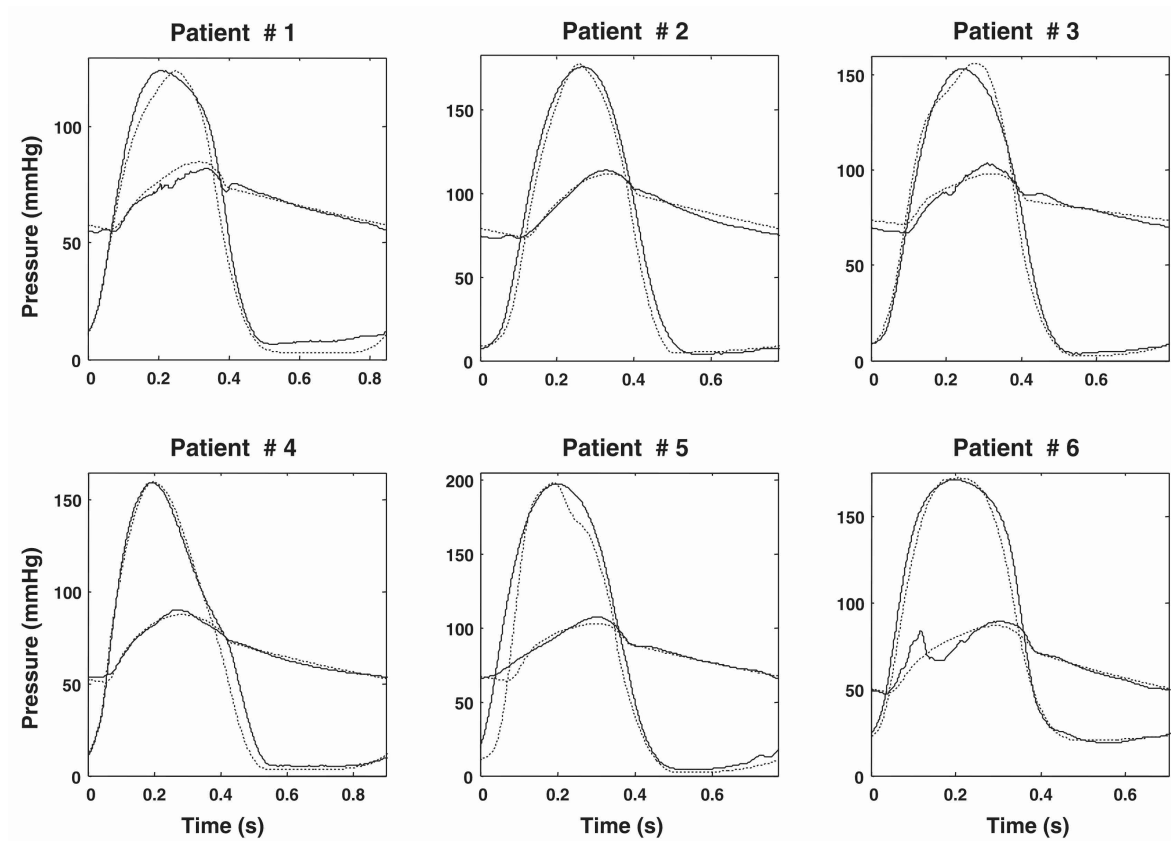 Patient # 1
Patient # 2
Patient # 3
Pressure (mmHg)
100
50
0
0 0.2 0.4 0.6 0.8
150
100
50
0
0 0.2 0.4 0.6
150
100
50
0
0 0.2 0.4 0.6
Patient # 4
Patient # 5
Patient # 6
Pressure (mmHg)
150
100
50
0
0 0.2 0.4 0.6 0.8
Time (s)
200
150
100
50
0
0 0.2 0.4 0.6
Time (s)
150
100
50
0
0 0.2 0.4 0.6
Time (s)